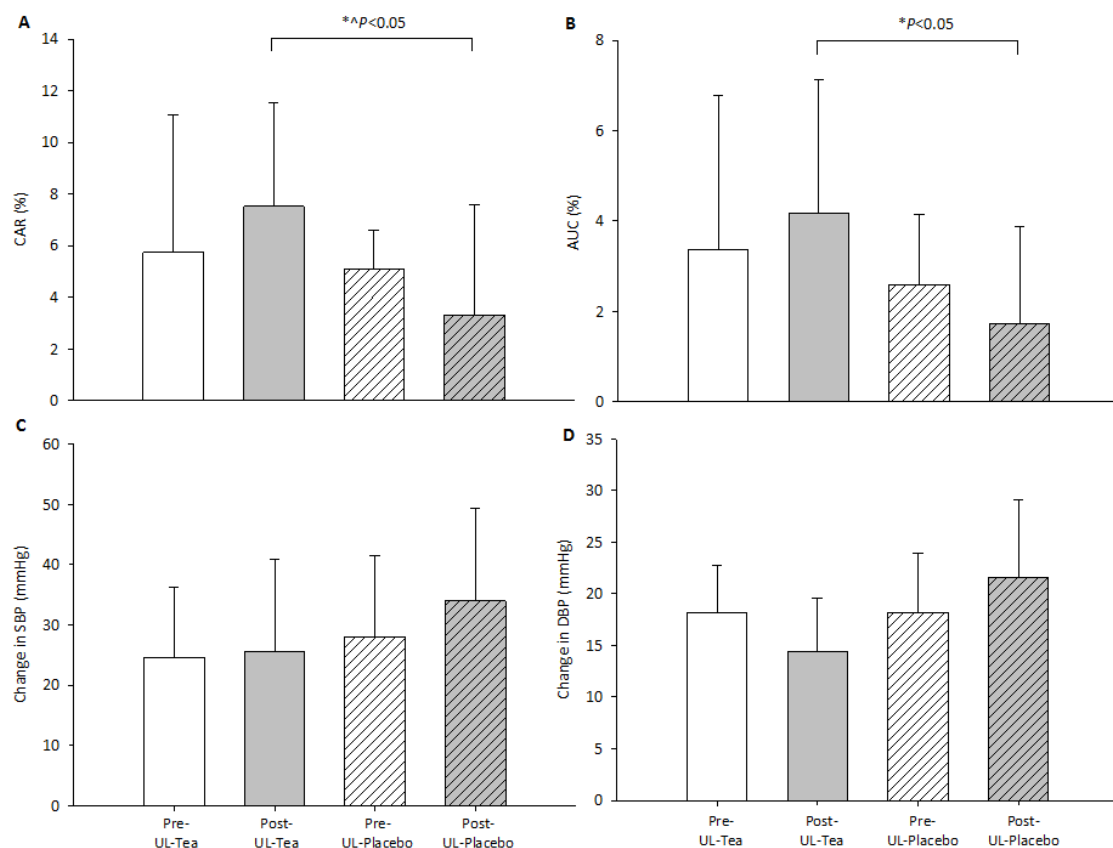 A
*^P<0.05
14
12
10
8
6
4
2
0
CAR (%)
B
*P<0.05
8
6
4
2
0
AUC (%)
C
60
50
40
30
20
10
0
Change in SBP (mmHg)
Pre-
UL-Tea
Post-
UL-Tea
Pre-
UL-Placebo
Post-
UL-Placebo
D
35
30
25
20
15
10
5
0
Change in DBP (mmHg)
Pre-
UL-Tea
Post-
UL-Tea
Pre-
UL-Placebo
Post-
UL-Placebo